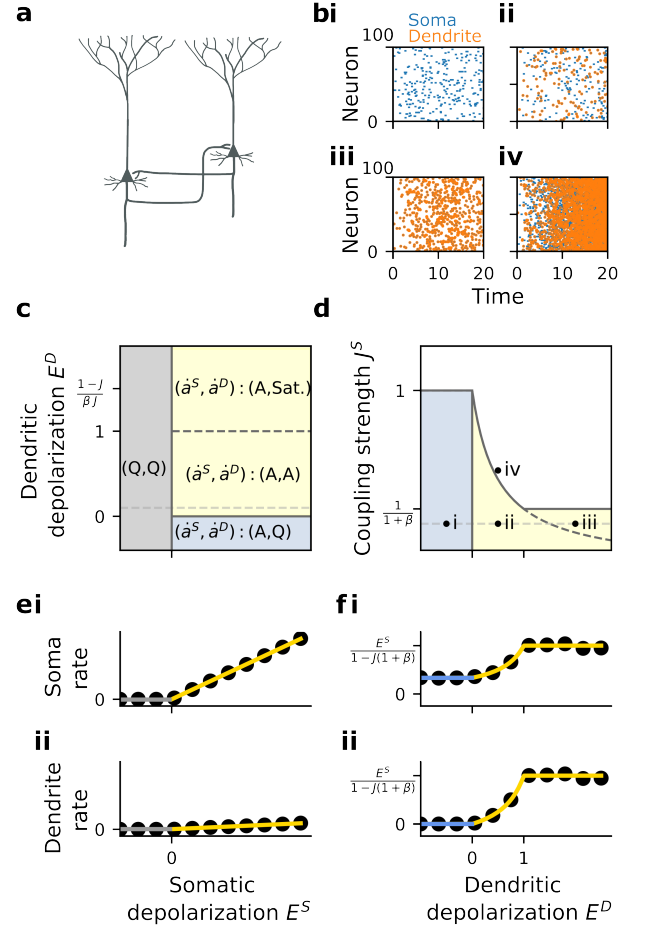 a
bi
Soma
Dendrite
ii
100
Neuron
0
iii
iv
100
Neuron
0
0 10 20
0 10 20
Time
c
Dendritic
depolarization E^D
(1−J)/(β J)
1
0
(Q,Q)
(ȧ^S, ȧ^D) : (A,Sat.)
(ȧ^S, ȧ^D) : (A,A)
(ȧ^S, ȧ^D) : (A,Q)
d
Coupling strength J^S
1
1/(1+β)
iv
i
ii
iii
e i
Soma
rate
0
ii
Dendrite
rate
0
0
Somatic
depolarization E^S
f i
E^S/(1−J(1+β))
0
ii
E^S/(1−J(1+β))
0
0 1
Dendritic
depolarization E^D